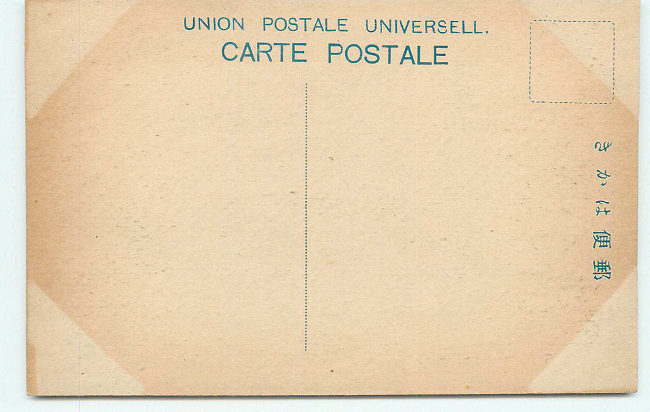 UNION POSTALE UNIVERSELL.
CARTE POSTALE
郵便はかき